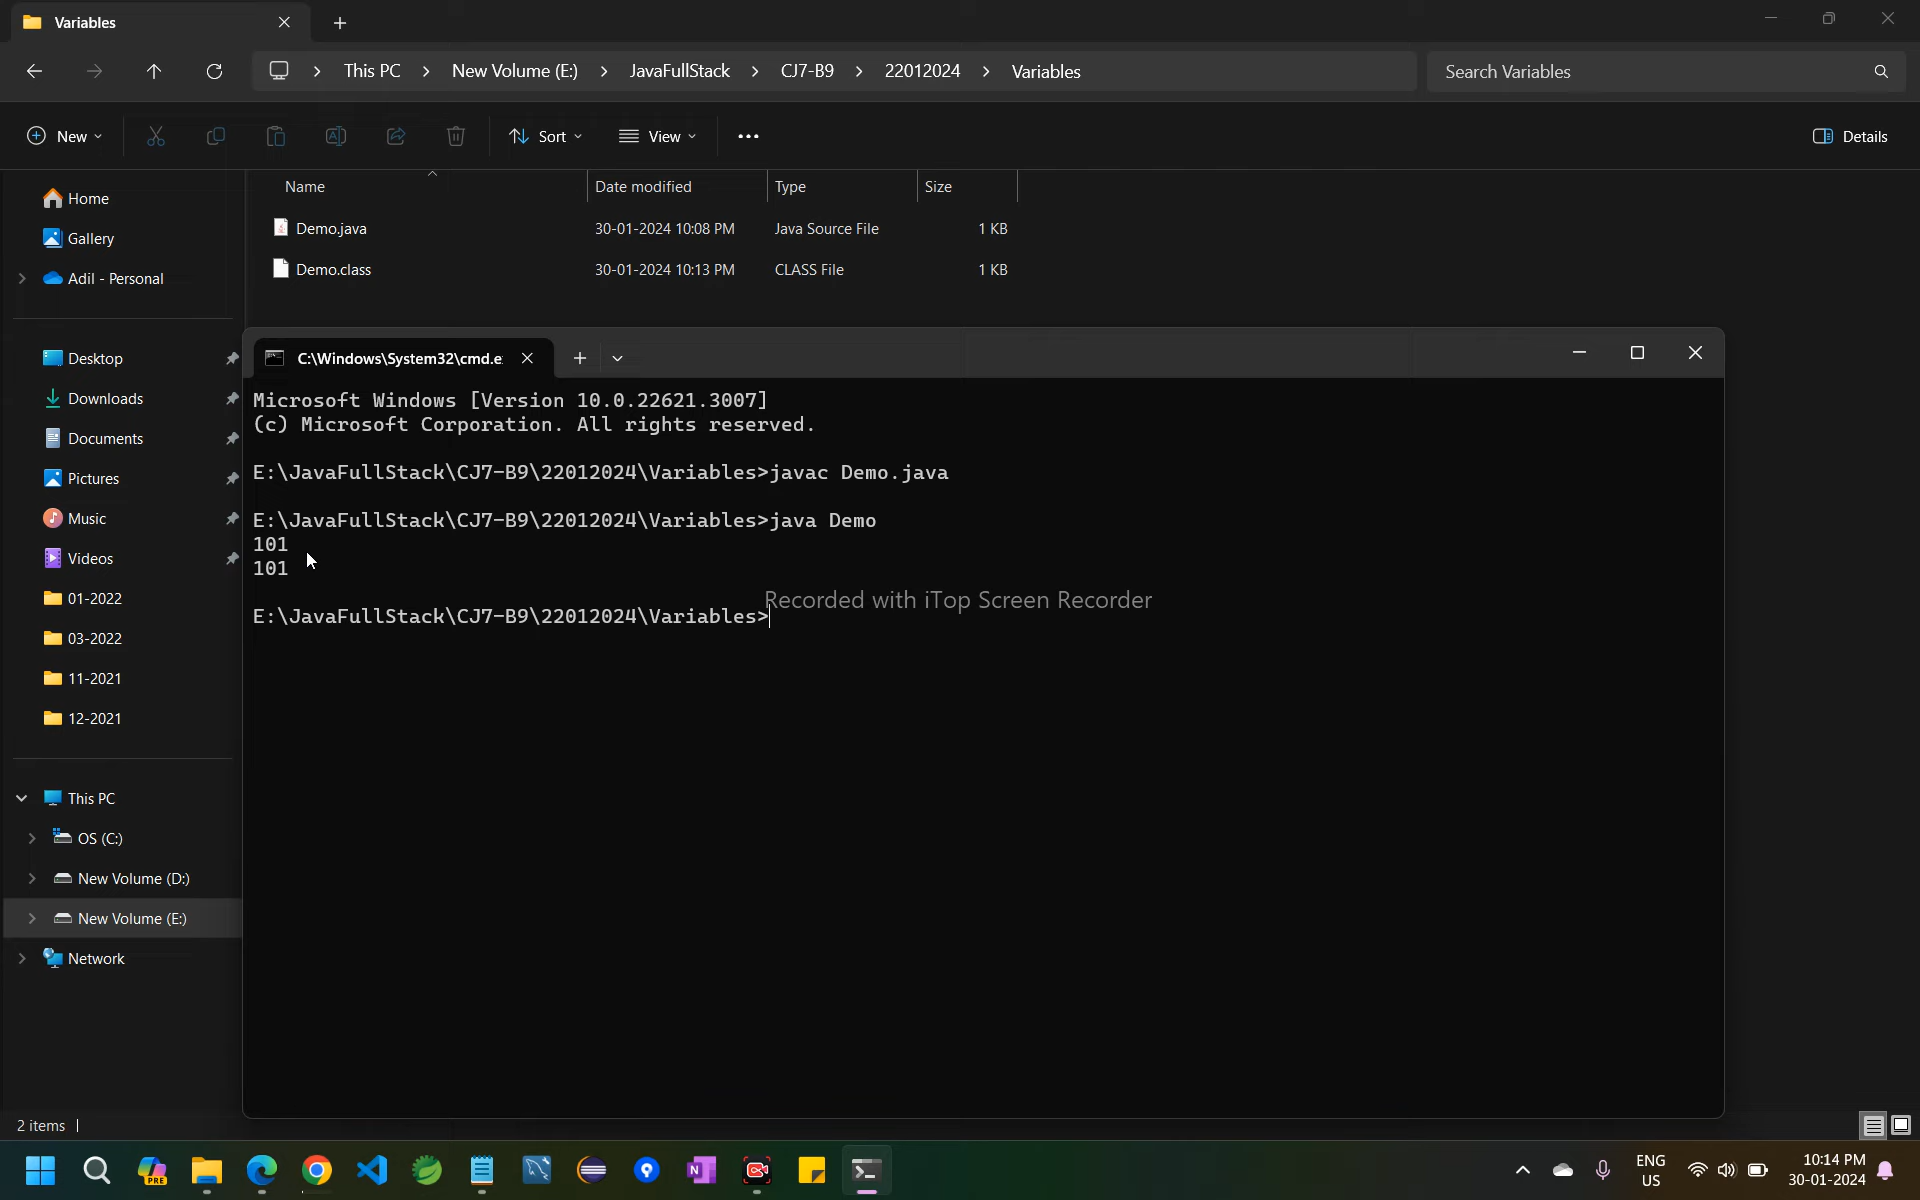 Variables
This PC > New Volume (E:) > JavaFullStack > CJ7-B9 > 22012024 > Variables
Search Variables
New
Sort
View
Details
Home
Gallery
Adil - Personal
Desktop
Downloads
Documents
Pictures
Music
Videos
01-2022
03-2022
11-2021
12-2021
This PC
OS (C:)
New Volume (D:)
New Volume (E:)
Network
Name Date modified Type Size
Demo.java 30-01-2024 10:08 PM Java Source File 1 KB
Demo.class 30-01-2024 10:13 PM CLASS File 1 KB
C:\Windows\System32\cmd.e
Microsoft Windows [Version 10.0.22621.3007]
(c) Microsoft Corporation. All rights reserved.
E:\JavaFullStack\CJ7-B9\22012024\Variables>javac Demo.java
E:\JavaFullStack\CJ7-B9\22012024\Variables>java Demo
101
101
Recorded with iTop Screen Recorder
E:\JavaFullStack\CJ7-B9\22012024\Variables>
2 items
PRE
N
ENG
US
10:14 PM
30-01-2024